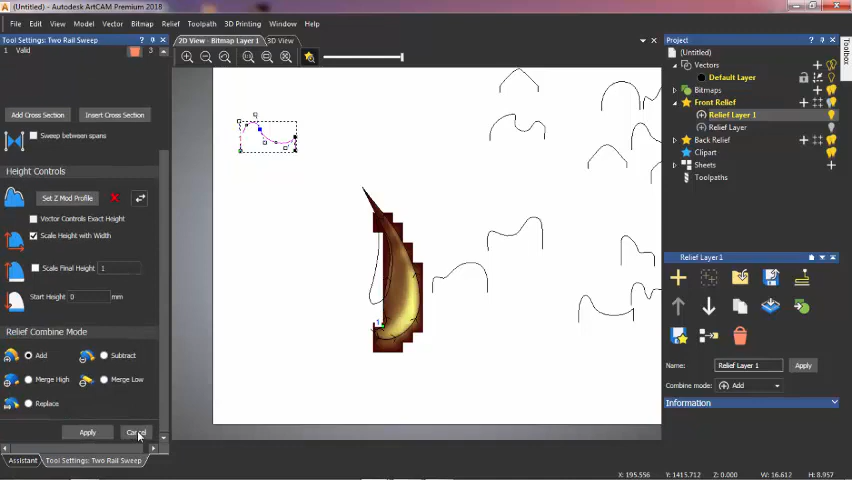 (Untitled) - Autodesk ArtCAM Premium 2018
File Edit View Model Vector Bitmap Relief Toolpath 3D Printing Window Help
Tool Settings: Two Rail Sweep
1 Valid 3
Add Cross Section Insert Cross Section
Sweep between spans
Height Controls
Set Z Mod Profile
Vector Controls Exact Height
Scale Height with Width
Scale Final Height 1
Start Height 0 mm
Relief Combine Mode
Add Subtract
Merge High Merge Low
Replace
Apply Cancel
Assistant Tool Settings: Two Rail Sweep
2D View - Bitmap Layer 1 3D View
Project
(Untitled)
Vectors
Default Layer
Bitmaps
Front Relief
Relief Layer 1
Relief Layer
Back Relief
Clipart
Sheets
Toolpaths
Toolbox
Relief Layer 1
Name: Relief Layer 1 Apply
Combine mode: Add
Information
X: 195.556 Y: 1415.712 Z: 0.000 W: 16.612 H: 8.957